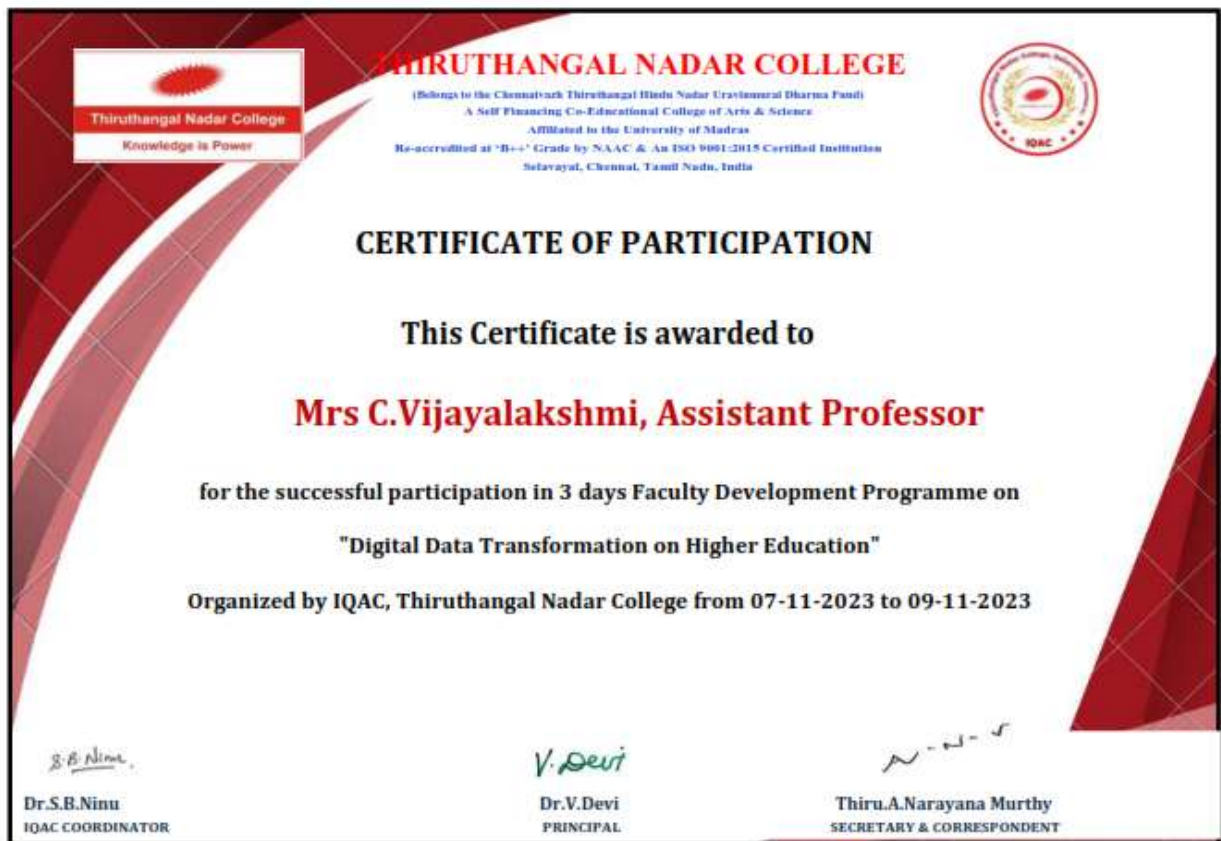 Thiruthangal Nadar College
Knowledge is Power
THIRUTHANGAL NADAR COLLEGE
(Belongs to the Chennaivazh Thiruthangal Hindu Nadar Uravinmurai Dharma Fund)
A Self Financing Co-Educational College of Arts & Science
Affiliated to the University of Madras
Re-accredited at 'B++' Grade by NAAC & An ISO 9001:2015 Certified Institution
Selavayal, Chennai, Tamil Nadu, India
IQAC
CERTIFICATE OF PARTICIPATION
This Certificate is awarded to
Mrs C.Vijayalakshmi, Assistant Professor
for the successful participation in 3 days Faculty Development Programme on
"Digital Data Transformation on Higher Education"
Organized by IQAC, Thiruthangal Nadar College from 07-11-2023 to 09-11-2023
S.B.Ninu.
V.Devi
Dr.S.B.Ninu
IQAC COORDINATOR
Dr.V.Devi
PRINCIPAL
Thiru.A.Narayana Murthy
SECRETARY & CORRESPONDENT